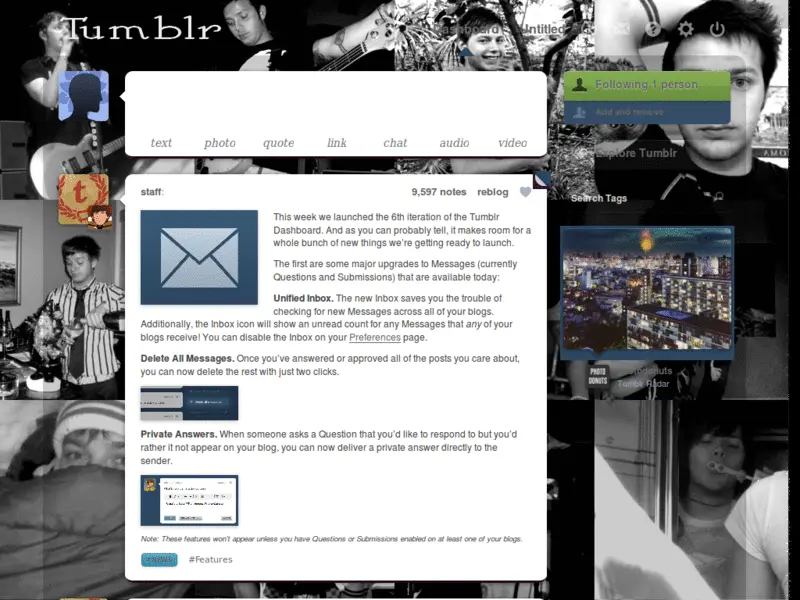 Tumblr
Dashboard
Untitled
text photo quote link chat audio video
Following 1 person
Add and remove
Explore Tumblr
Search Tags
staff:
9,597 notes reblog
This week we launched the 6th iteration of the Tumblr
Dashboard. And as you can probably tell, it makes room for a
whole bunch of new things we're getting ready to launch.
The first are some major upgrades to Messages (currently
Questions and Submissions) that are available today:
Unified Inbox. The new Inbox saves you the trouble of
checking for new Messages across all of your blogs.
Additionally, the Inbox icon will show an unread count for any Messages that any of your
blogs receive! You can disable the Inbox on your Preferences page.
Delete All Messages. Once you've answered or approved all of the posts you care about,
you can now delete the rest with just two clicks.
Private Answers. When someone asks a Question that you'd like to respond to but you'd
rather it not appear on your blog, you can now deliver a private answer directly to the
sender.
Note: These features won't appear unless you have Questions or Submissions enabled on at least one of your blogs.
#Features
PHOTO
DONUTS
photodonuts
Tumblr Radar